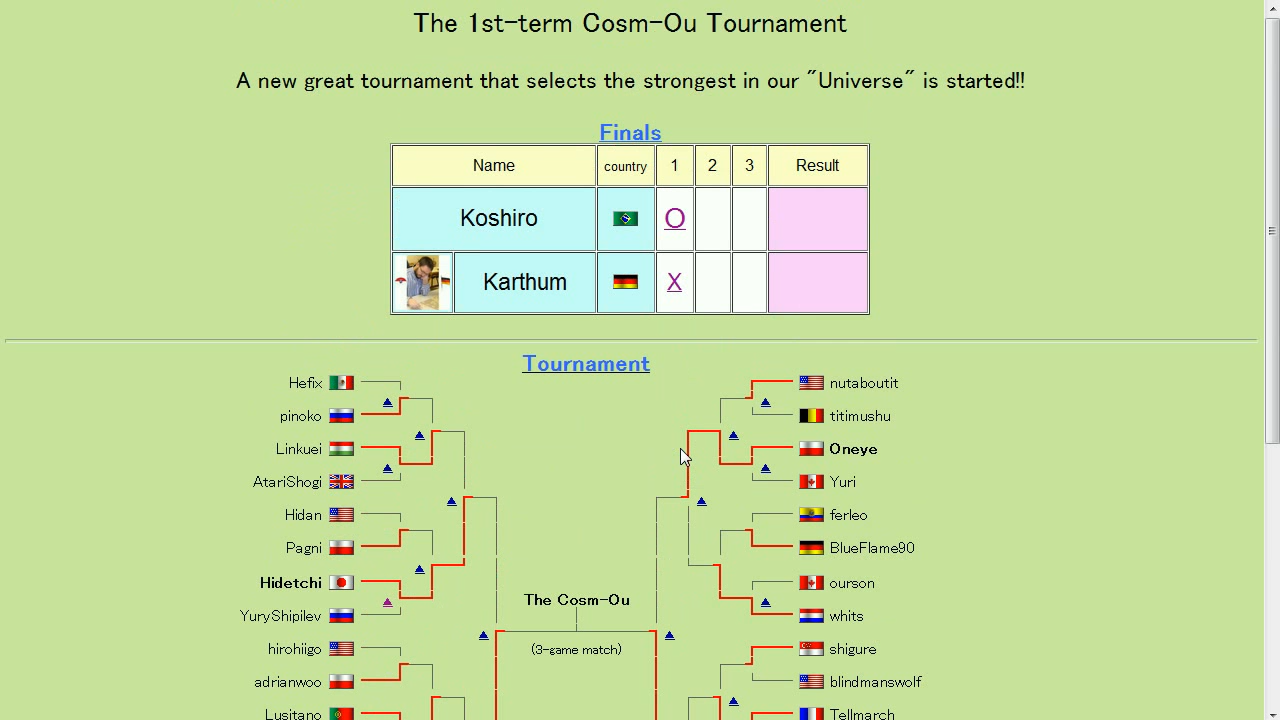 The 1st-term Cosm-Ou Tournament
A new great tournament that selects the strongest in our "Universe" is started!!
Finals
Name country 1 2 3 Result
Koshiro O
Karthum X
Tournament
Hefix nutaboutit
pinoko titimushu
Linkuei Oneye
AtariShogi Yuri
Hidan ferleo
Pagni BlueFlame90
Hidetchi ourson
The Cosm-Ou
YuryShipilev whits
hirohiigo (3-game match) shigure
adrianwoo blindmanswolf
Lusitano Tellmarch